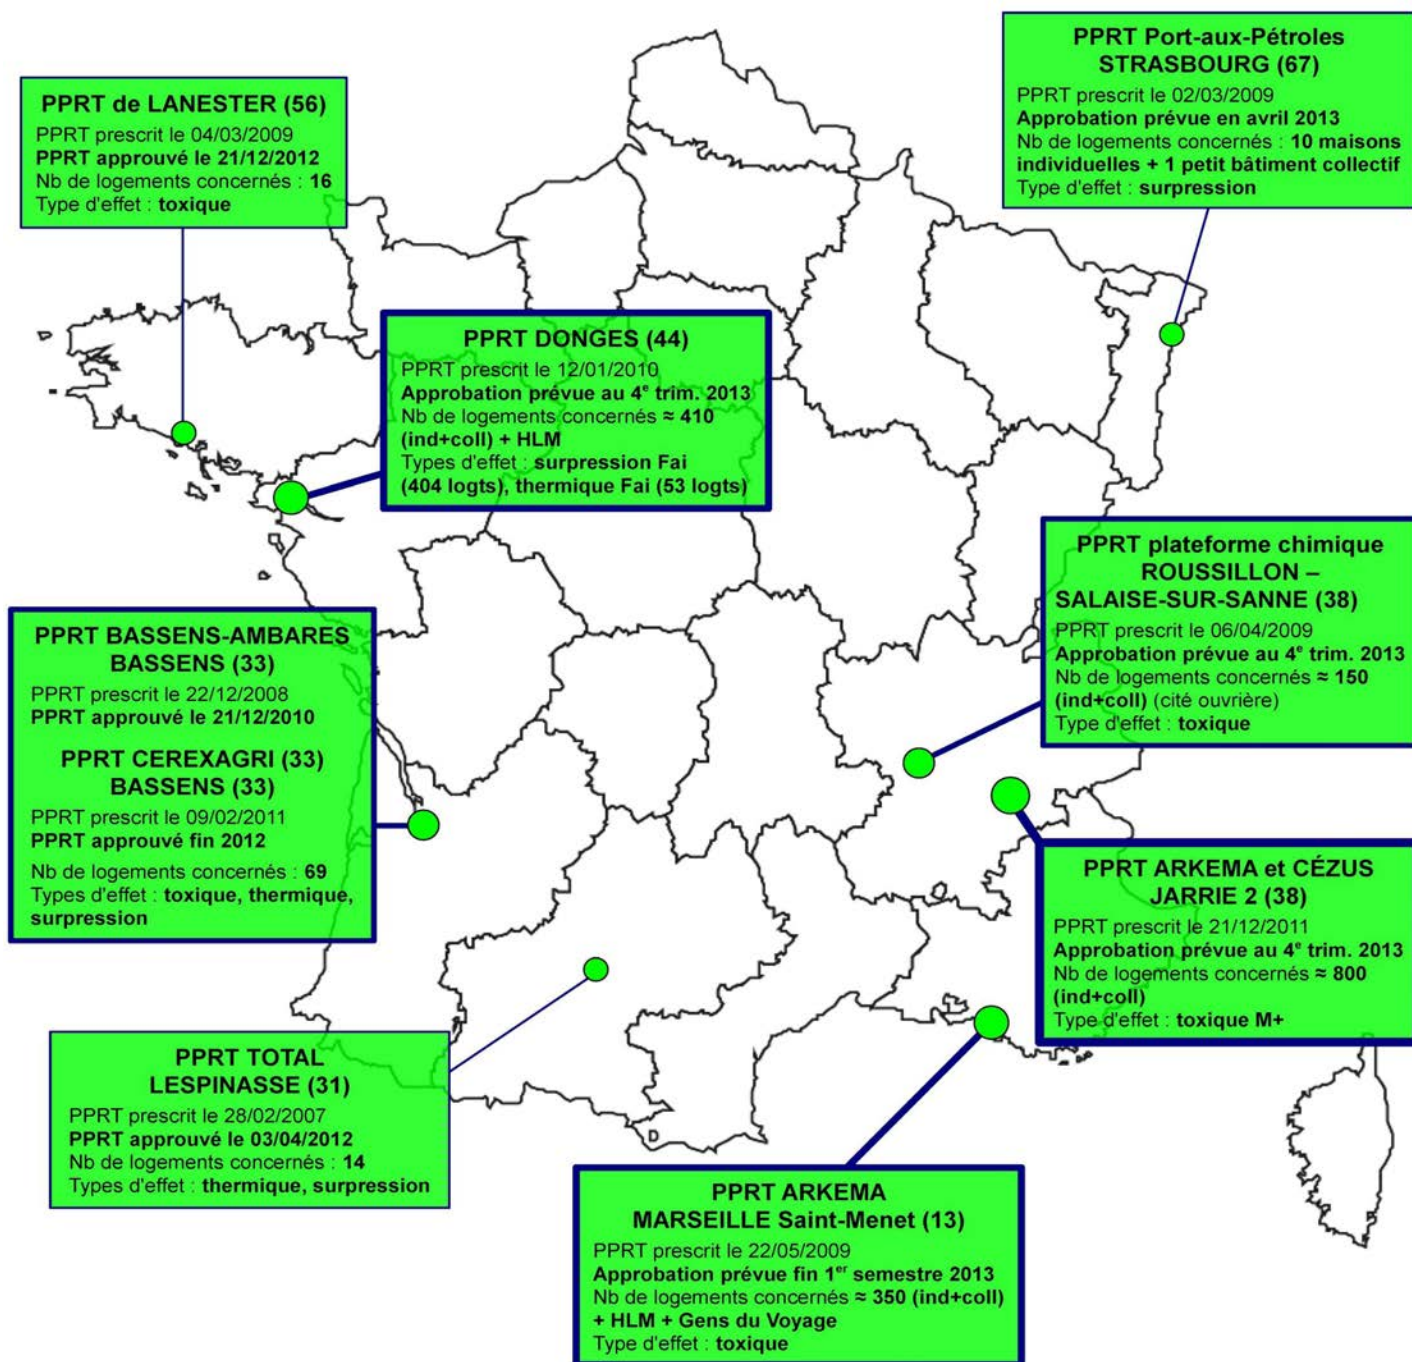 PPRT Port-aux-Pétroles
STRASBOURG (67)
PPRT prescrit le 02/03/2009
Approbation prévue en avril 2013
Nb de logements concernés : 10 maisons
individuelles + 1 petit bâtiment collectif
Type d'effet : surpression
PPRT de LANESTER (56)
PPRT prescrit le 04/03/2009
PPRT approuvé le 21/12/2012
Nb de logements concernés : 16
Type d'effet : toxique
PPRT DONGES (44)
PPRT prescrit le 12/01/2010
Approbation prévue au 4e trim. 2013
Nb de logements concernés ≈ 410
(ind+coll) + HLM
Types d'effet : surpression Fai
(404 logts), thermique Fai (53 logts)
PPRT plateforme chimique
ROUSSILLON –
SALAISE-SUR-SANNE (38)
PPRT prescrit le 06/04/2009
Approbation prévue au 4e trim. 2013
Nb de logements concernés ≈ 150
(ind+coll) (cité ouvrière)
Type d'effet : toxique
PPRT BASSENS-AMBARES
BASSENS (33)
PPRT prescrit le 22/12/2008
PPRT approuvé le 21/12/2010
PPRT CEREXAGRI (33)
BASSENS (33)
PPRT prescrit le 09/02/2011
PPRT approuvé fin 2012
Nb de logements concernés : 69
Types d'effet : toxique, thermique,
surpression
PPRT ARKEMA et CÉZUS
JARRIE 2 (38)
PPRT prescrit le 21/12/2011
Approbation prévue au 4e trim. 2013
Nb de logements concernés ≈ 800
(ind+coll)
Type d'effet : toxique M+
PPRT TOTAL
LESPINASSE (31)
PPRT prescrit le 28/02/2007
PPRT approuvé le 03/04/2012
Nb de logements concernés : 14
Types d'effet : thermique, surpression
PPRT ARKEMA
MARSEILLE Saint-Menet (13)
PPRT prescrit le 22/05/2009
Approbation prévue fin 1er semestre 2013
Nb de logements concernés ≈ 350 (ind+coll)
+ HLM + Gens du Voyage
Type d'effet : toxique